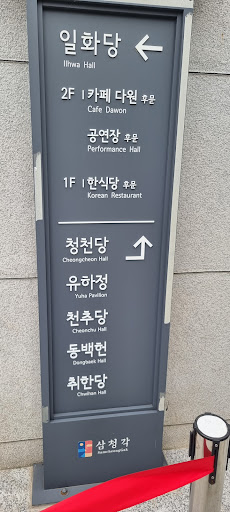 일화당 ←
Ilhwa Hall
2F | 카페 다원 후문
Cafe Dawon
공연장 후문
Performance Hall
1F | 한식당 후문
Korean Restaurant
청천당
Cheongcheon Hall
유하정
Yuha Pavilion
천추당
Cheonchu Hall
동백헌
Dongbaek Hall
취한당
Chwihan Hall
삼청각